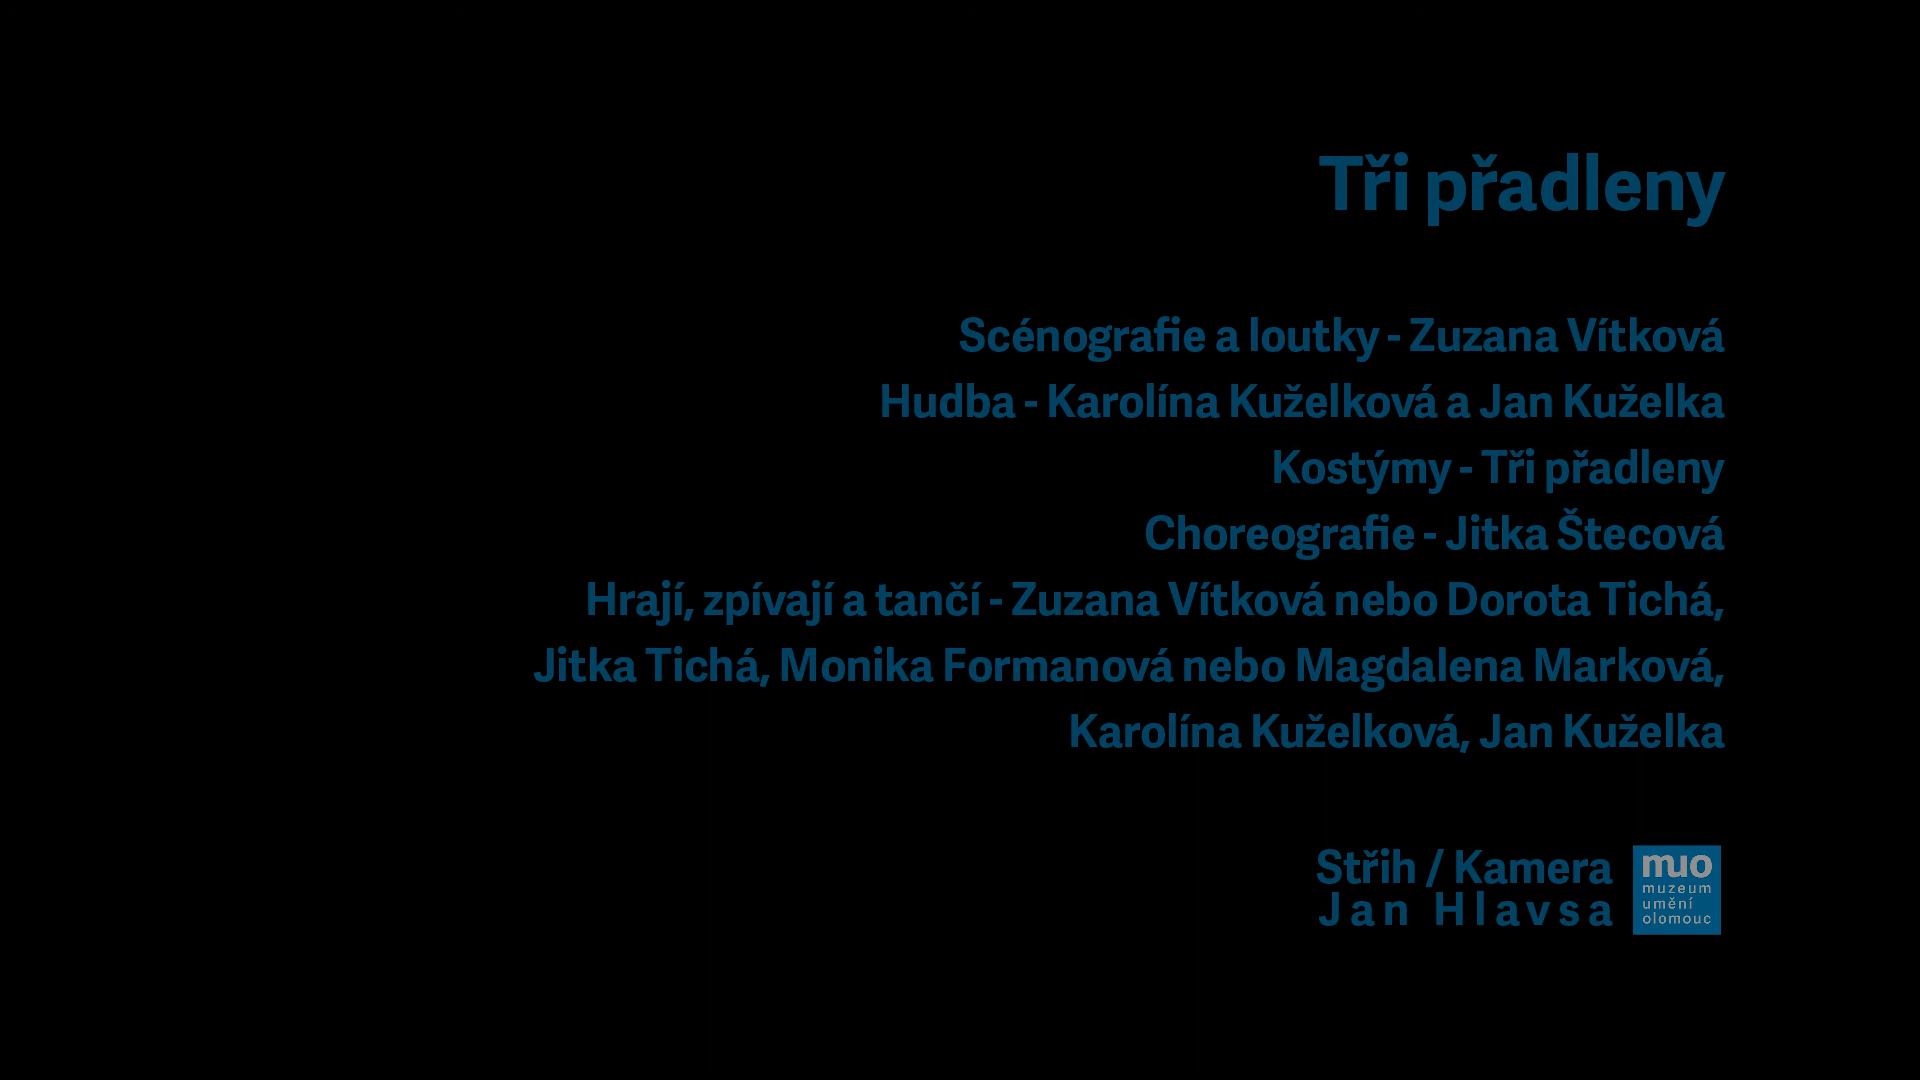 Tři přadleny
Scénografie a loutky - Zuzana Vítková
Hudba - Karolína Kuželková a Jan Kuželka
Kostýmy - Tři přadleny
Choreografie - Jitka Štecová
Hrají, zpívají a tančí - Zuzana Vítková nebo Dorota Tichá,
Jitka Tichá, Monika Formanová nebo Magdalena Marková,
Karolína Kuželková, Jan Kuželka
Střih / Kamera
Jan Hlavsa
muo
muzeum
umění
olomouc